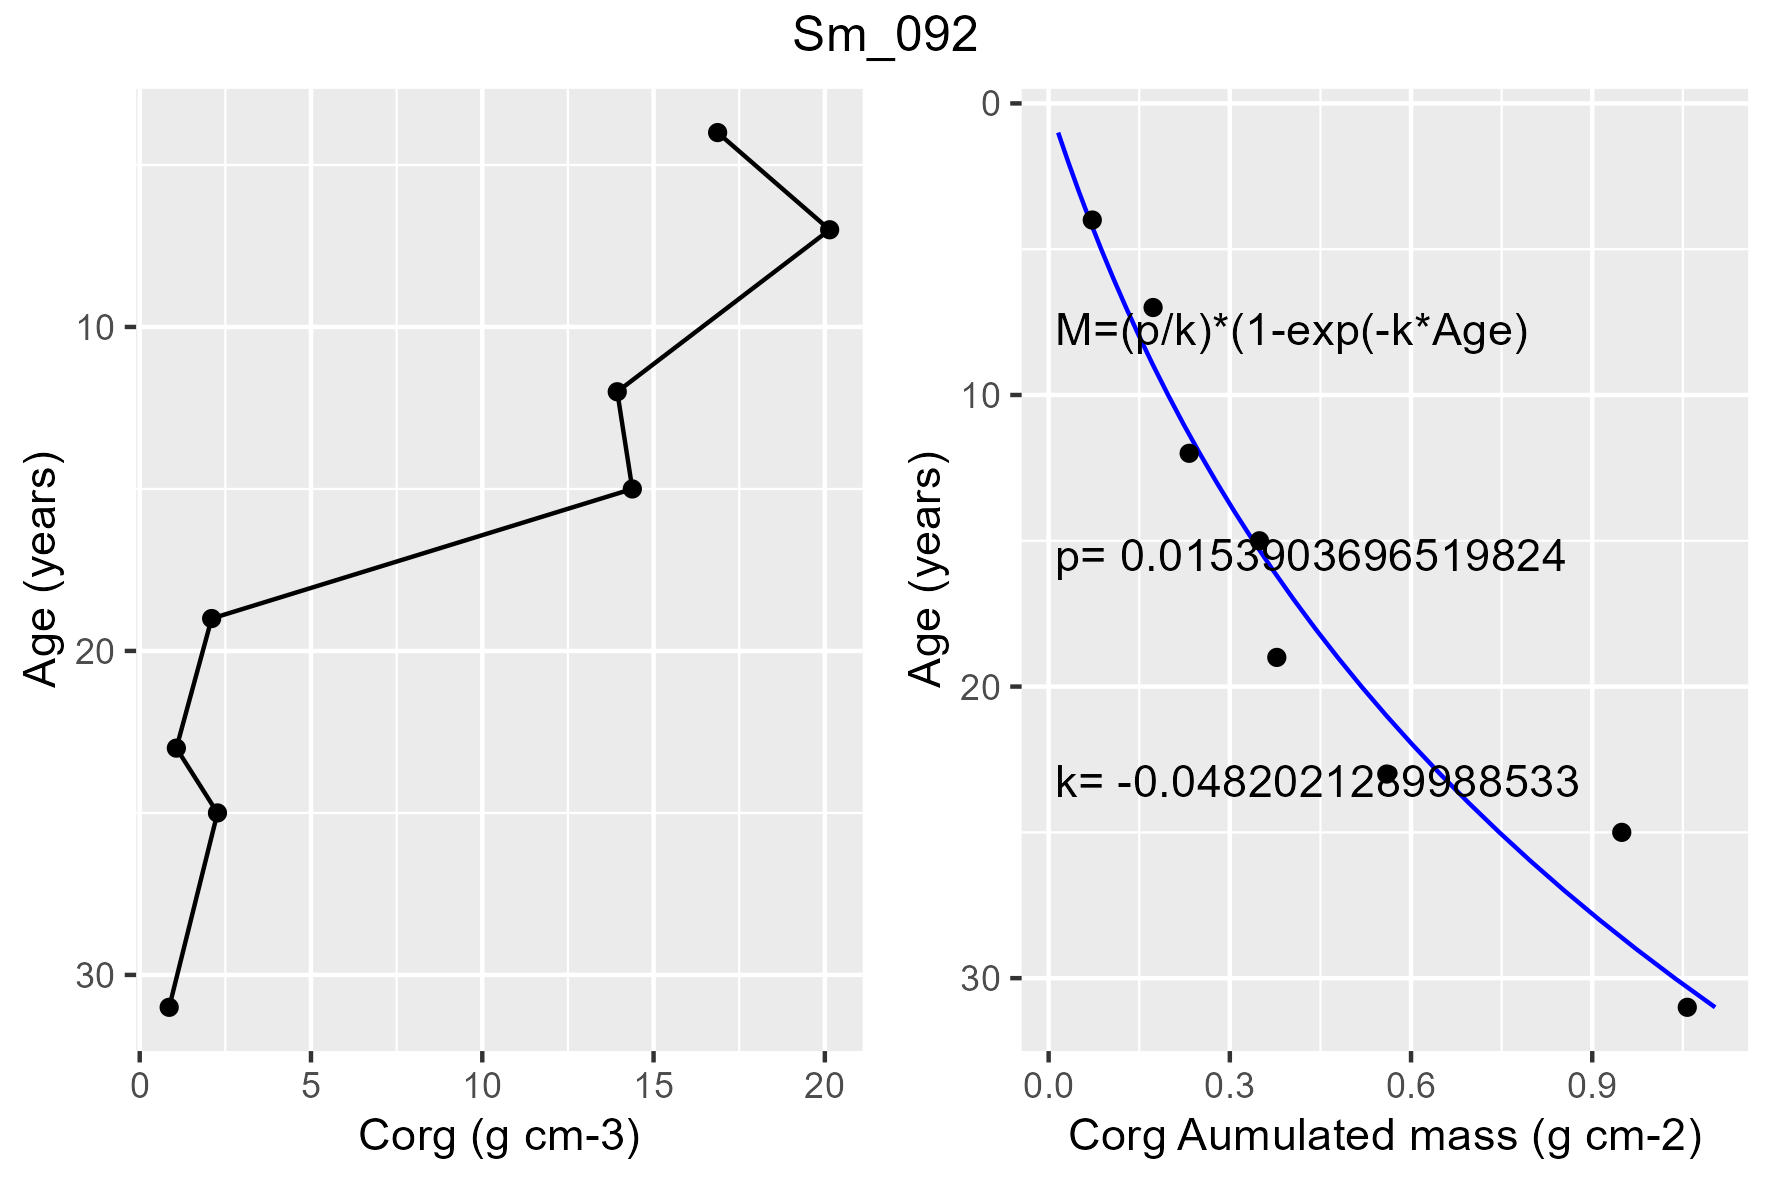 Sm_092
Age (years)
10
20
30
0
5
10
15
20
Corg (g cm-3)
Age (years)
0
10
20
30
M=(p/k)*(1-exp(-k*Age)
p= 0.0153903696519824
k= -0.0482021289988533
0.0
0.3
0.6
0.9
Corg Aumulated mass (g cm-2)